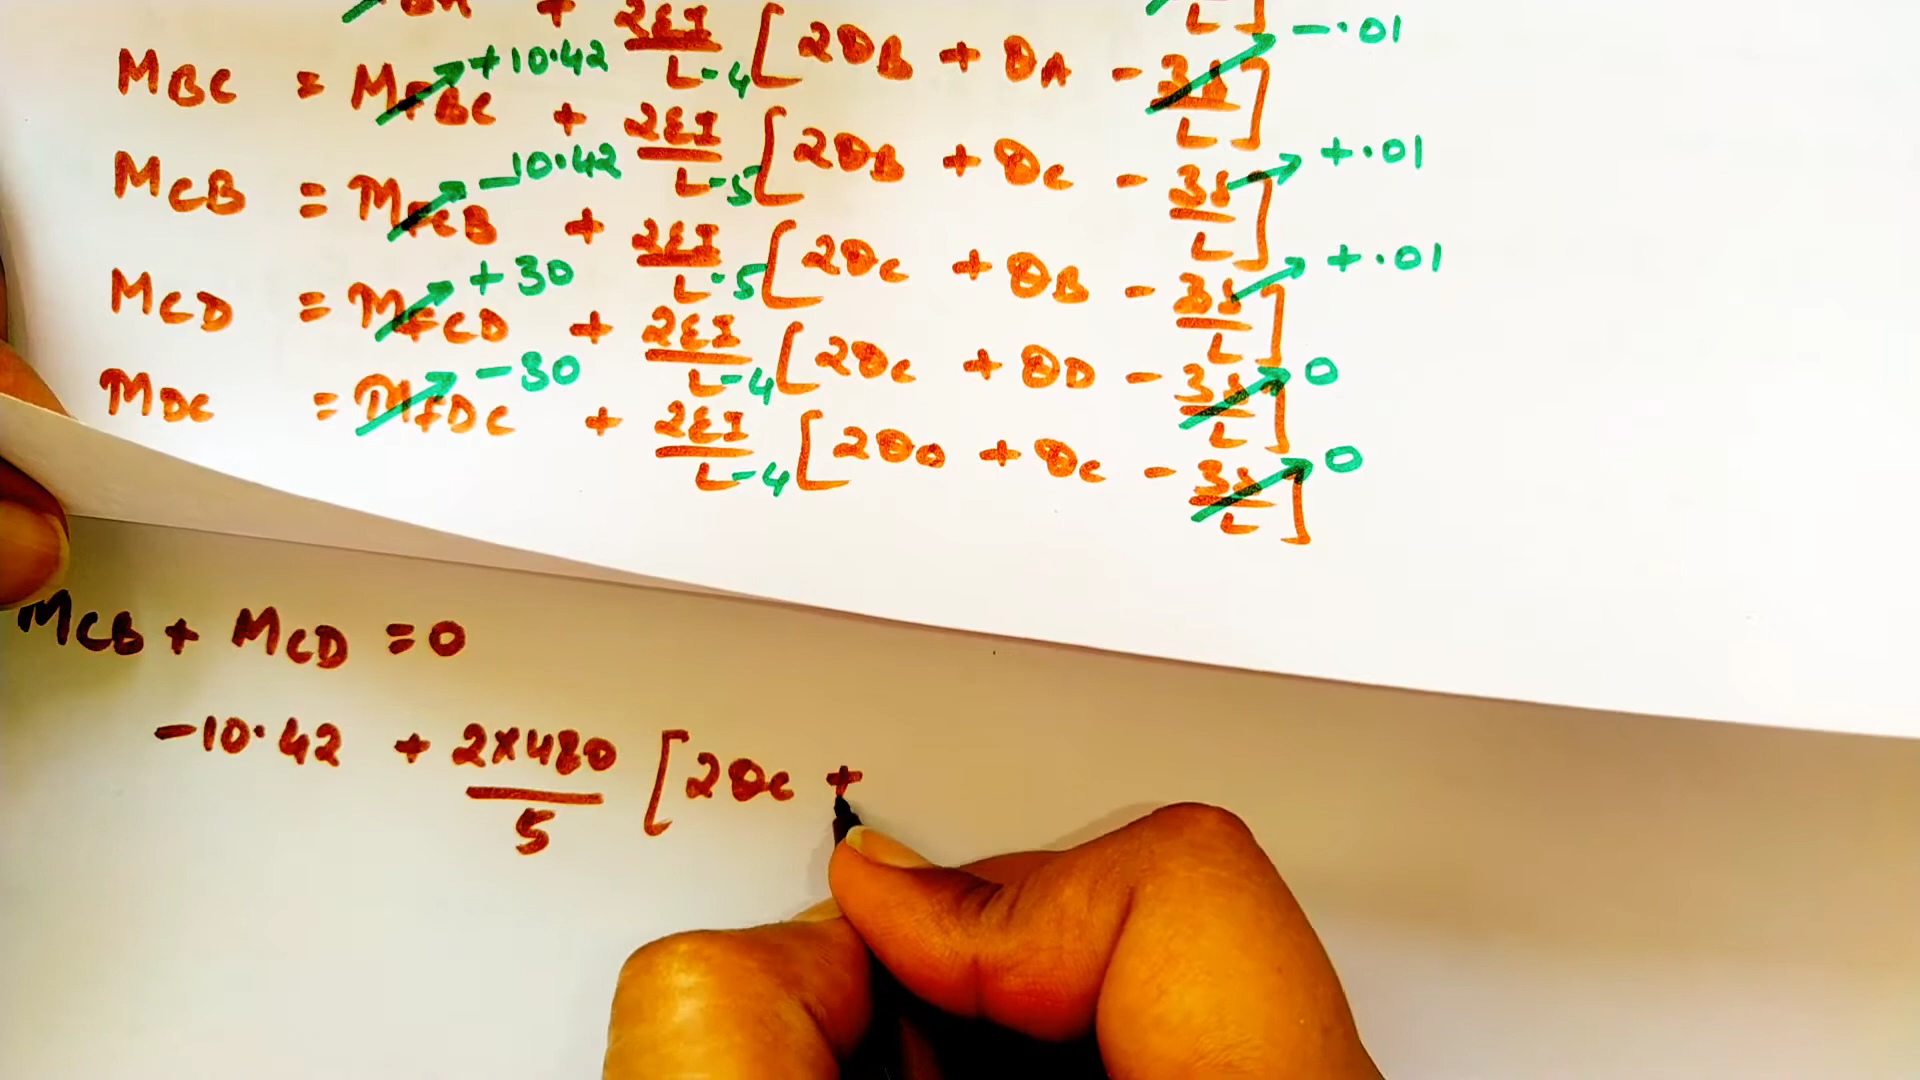 + 2EI/L-4 [2θB + θA - 3δ/L] -.01
MBC = MFBC +10.42 + 2EI/L-5 [2θB + θC - 3δ/L] +.01
MCB = MFCB -10.42 + 2EI/L-5 [2θC + θB - 3δ/L] +.01
MCD = MFCD +30 + 2EI/L-4 [2θC + θD - 3δ/L] 0
MDC = MFDC -30 + 2EI/L-4 [2θD + θC - 3δ/L] 0
MCB + MCD = 0
-10.42 + 2×480/5 [2θC +